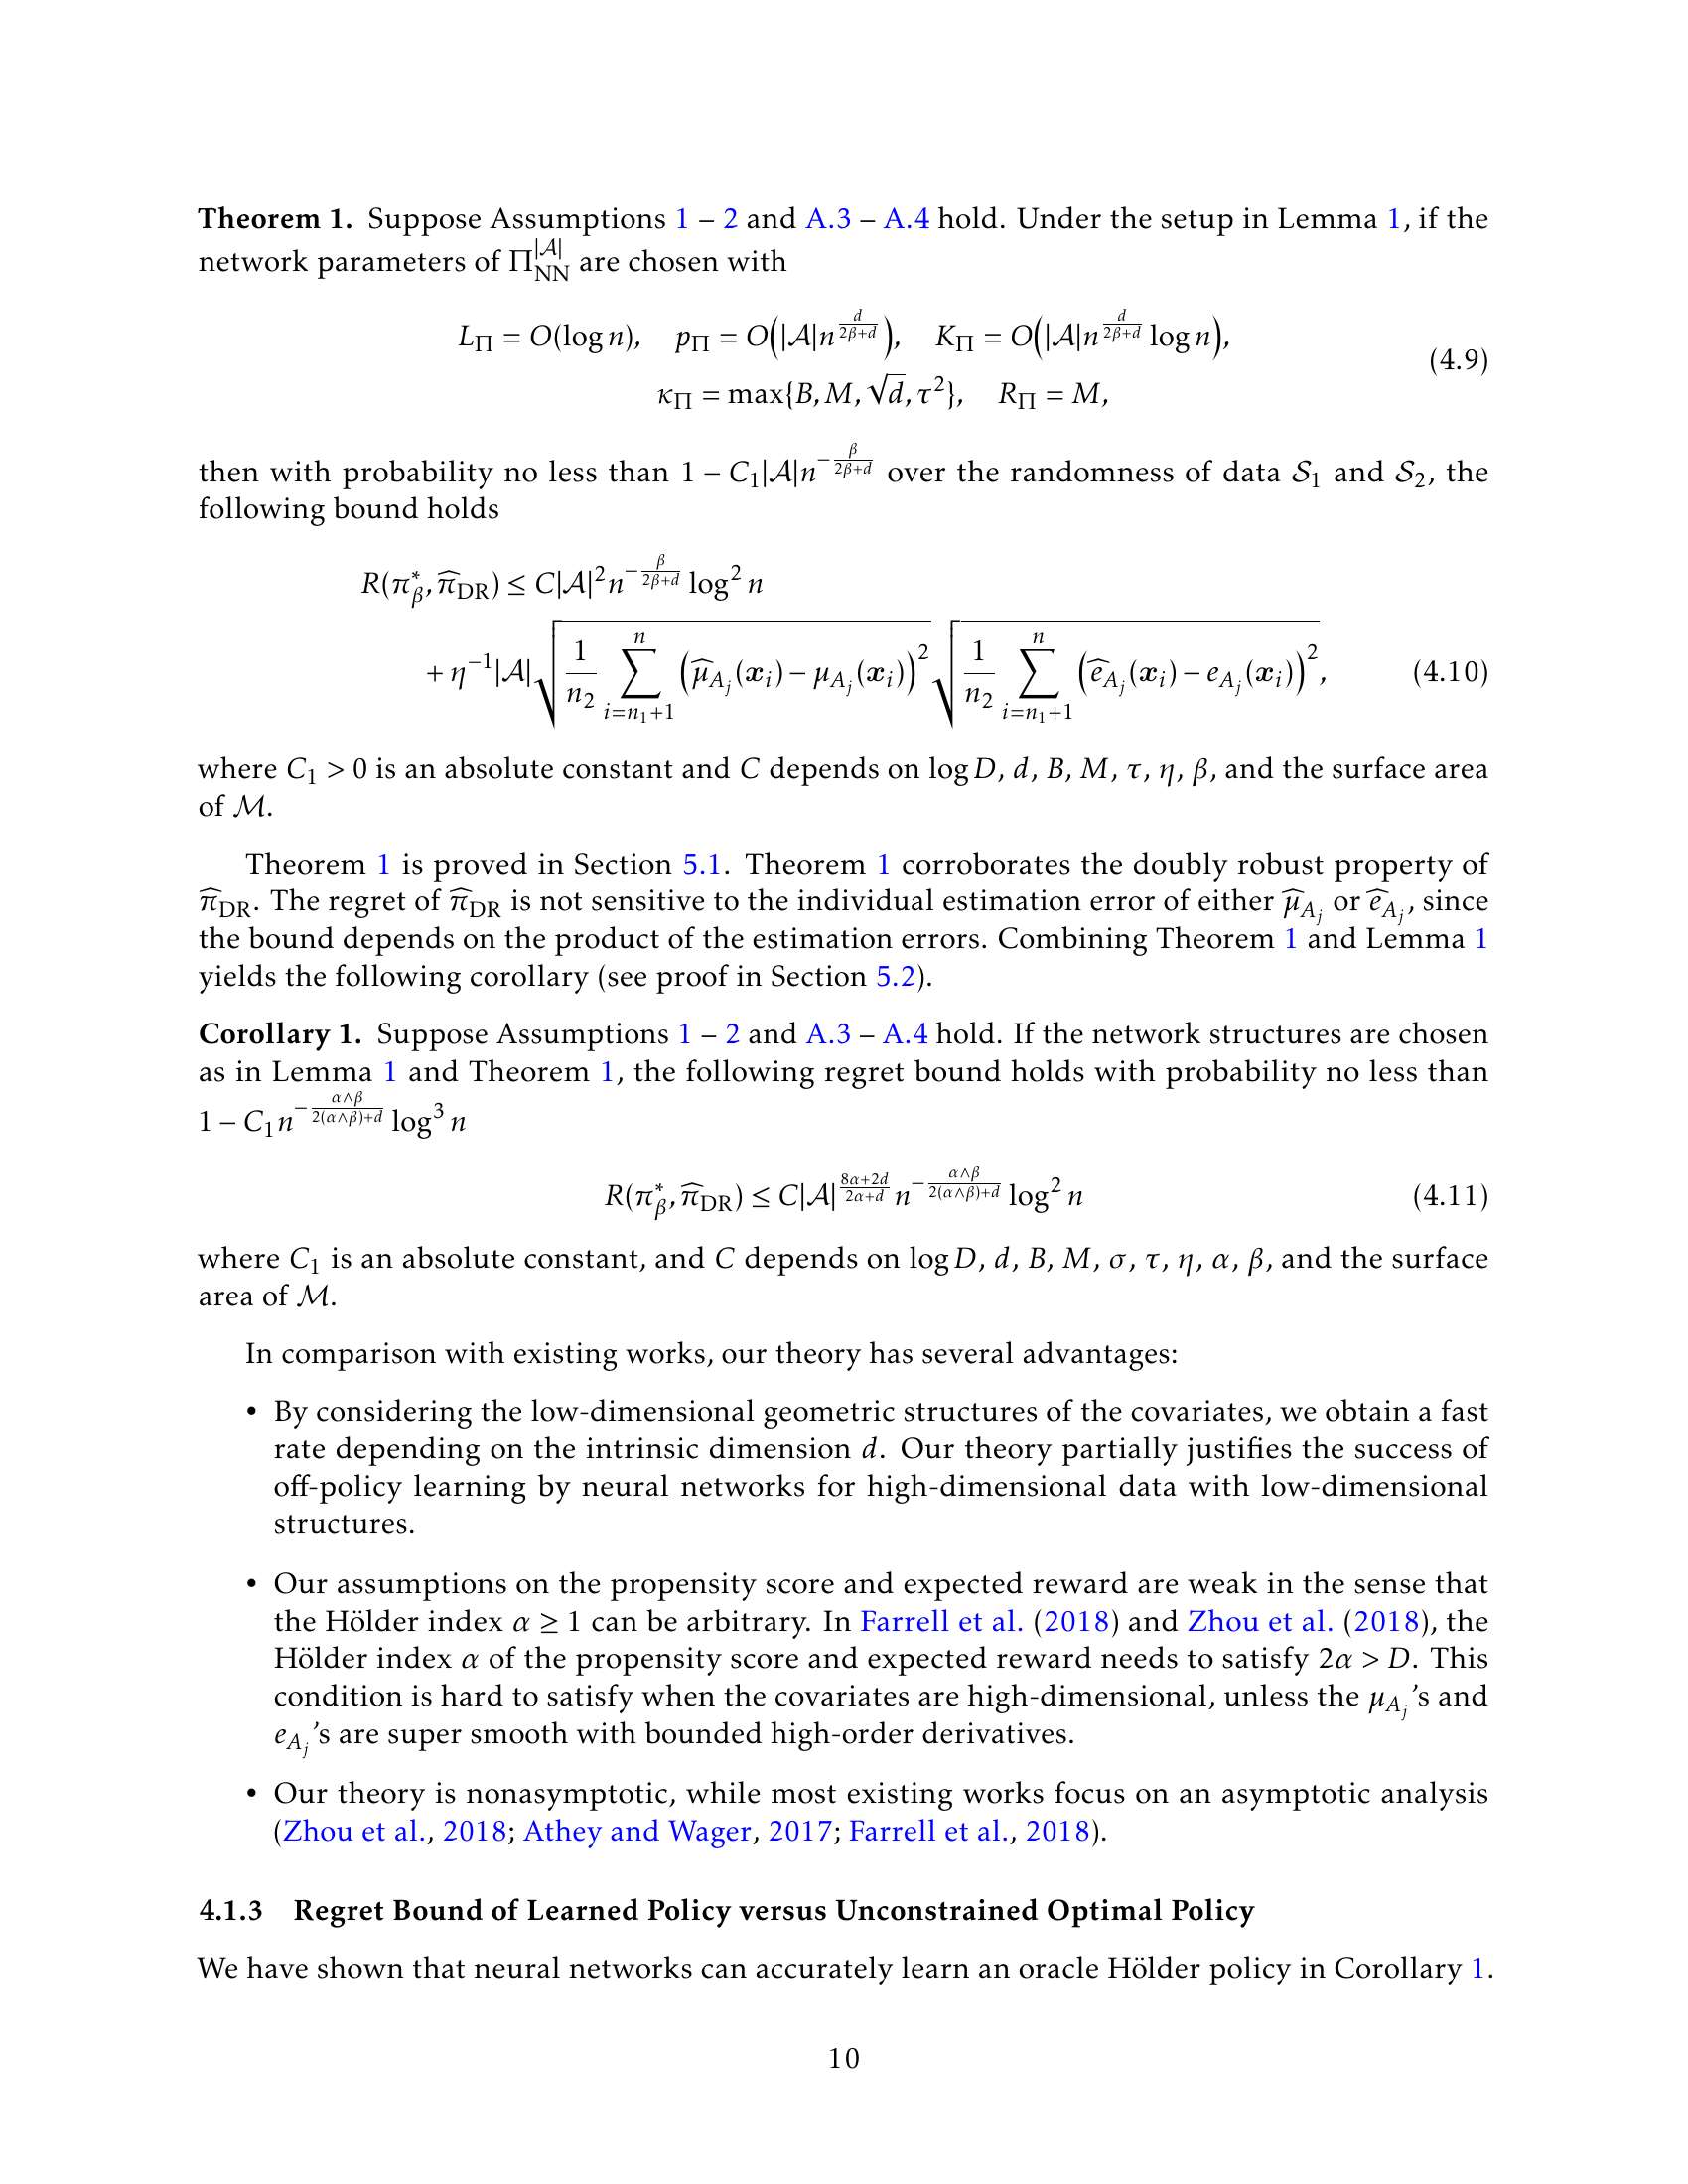 Theorem 1. Suppose Assumptions 1 – 2 and A.3 – A.4 hold. Under the setup in Lemma 1, if the
network parameters of $\Pi_{\mathrm{NN}}^{|\mathcal{A}|}$ are chosen with
$L_\Pi = O(\log n), \quad p_\Pi = O\left(|\mathcal{A}| n^{\frac{d}{2\beta+d}}\right), \quad K_\Pi = O\left(|\mathcal{A}| n^{\frac{d}{2\beta+d}} \log n\right),$
(4.9)
$\kappa_\Pi = \max\{B, M, \sqrt{d}, \tau^2\}, \quad R_\Pi = M,$
then with probability no less than $1 - C_1|\mathcal{A}| n^{-\frac{\beta}{2\beta+d}}$ over the randomness of data $\mathcal{S}_1$ and $\mathcal{S}_2$, the
following bound holds
$R(\pi^*_\beta, \widehat{\pi}_{\mathrm{DR}}) \leq C|\mathcal{A}|^2 n^{-\frac{\beta}{2\beta+d}} \log^2 n$
$+ \eta^{-1}|\mathcal{A}| \sqrt{\frac{1}{n_2} \sum_{i=n_1+1}^{n} \left(\widehat{\mu}_{A_j}(\boldsymbol{x}_i) - \mu_{A_j}(\boldsymbol{x}_i)\right)^2} \sqrt{\frac{1}{n_2} \sum_{i=n_1+1}^{n} \left(\widehat{e}_{A_j}(\boldsymbol{x}_i) - e_{A_j}(\boldsymbol{x}_i)\right)^2},$ (4.10)
where $C_1 > 0$ is an absolute constant and $C$ depends on $\log D$, $d$, $B$, $M$, $\tau$, $\eta$, $\beta$, and the surface area
of $\mathcal{M}$.
Theorem 1 is proved in Section 5.1. Theorem 1 corroborates the doubly robust property of
$\widehat{\pi}_{\mathrm{DR}}$. The regret of $\widehat{\pi}_{\mathrm{DR}}$ is not sensitive to the individual estimation error of either $\widehat{\mu}_{A_j}$ or $\widehat{e}_{A_j}$, since
the bound depends on the product of the estimation errors. Combining Theorem 1 and Lemma 1
yields the following corollary (see proof in Section 5.2).
Corollary 1. Suppose Assumptions 1 – 2 and A.3 – A.4 hold. If the network structures are chosen
as in Lemma 1 and Theorem 1, the following regret bound holds with probability no less than
$1 - C_1 n^{-\frac{\alpha \wedge \beta}{2(\alpha \wedge \beta)+d}} \log^3 n$
$R(\pi^*_\beta, \widehat{\pi}_{\mathrm{DR}}) \leq C|\mathcal{A}|^{\frac{8\alpha+2d}{2\alpha+d}} n^{-\frac{\alpha \wedge \beta}{2(\alpha \wedge \beta)+d}} \log^2 n$ (4.11)
where $C_1$ is an absolute constant, and $C$ depends on $\log D$, $d$, $B$, $M$, $\sigma$, $\tau$, $\eta$, $\alpha$, $\beta$, and the surface
area of $\mathcal{M}$.
In comparison with existing works, our theory has several advantages:
• By considering the low-dimensional geometric structures of the covariates, we obtain a fast
rate depending on the intrinsic dimension $d$. Our theory partially justifies the success of
off-policy learning by neural networks for high-dimensional data with low-dimensional
structures.
• Our assumptions on the propensity score and expected reward are weak in the sense that
the Hölder index $\alpha \geq 1$ can be arbitrary. In Farrell et al. (2018) and Zhou et al. (2018), the
Hölder index $\alpha$ of the propensity score and expected reward needs to satisfy $2\alpha > D$. This
condition is hard to satisfy when the covariates are high-dimensional, unless the $\mu_{A_j}$'s and
$e_{A_j}$'s are super smooth with bounded high-order derivatives.
• Our theory is nonasymptotic, while most existing works focus on an asymptotic analysis
(Zhou et al., 2018; Athey and Wager, 2017; Farrell et al., 2018).
4.1.3 Regret Bound of Learned Policy versus Unconstrained Optimal Policy
We have shown that neural networks can accurately learn an oracle Hölder policy in Corollary 1.
10